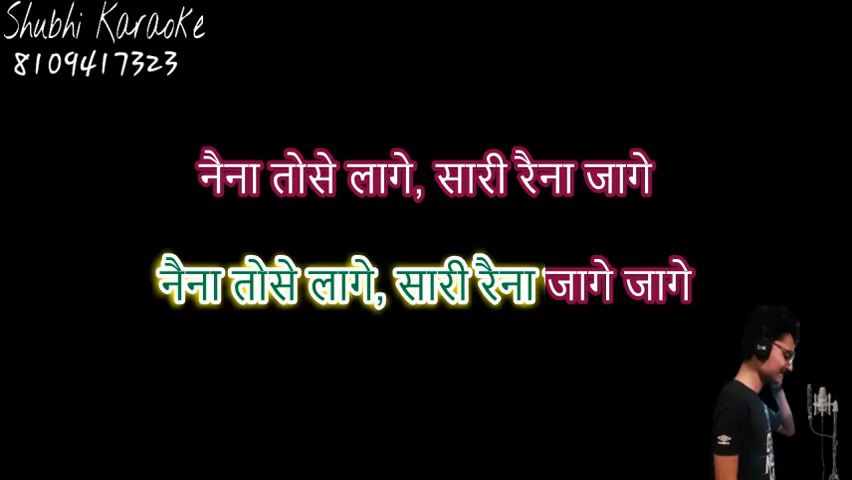 Shubhi Karaoke
8109417323
नैना तोसे लागे, सारी रैना जागे
नैना तोसे लागे, सारी रैना जागे जागे